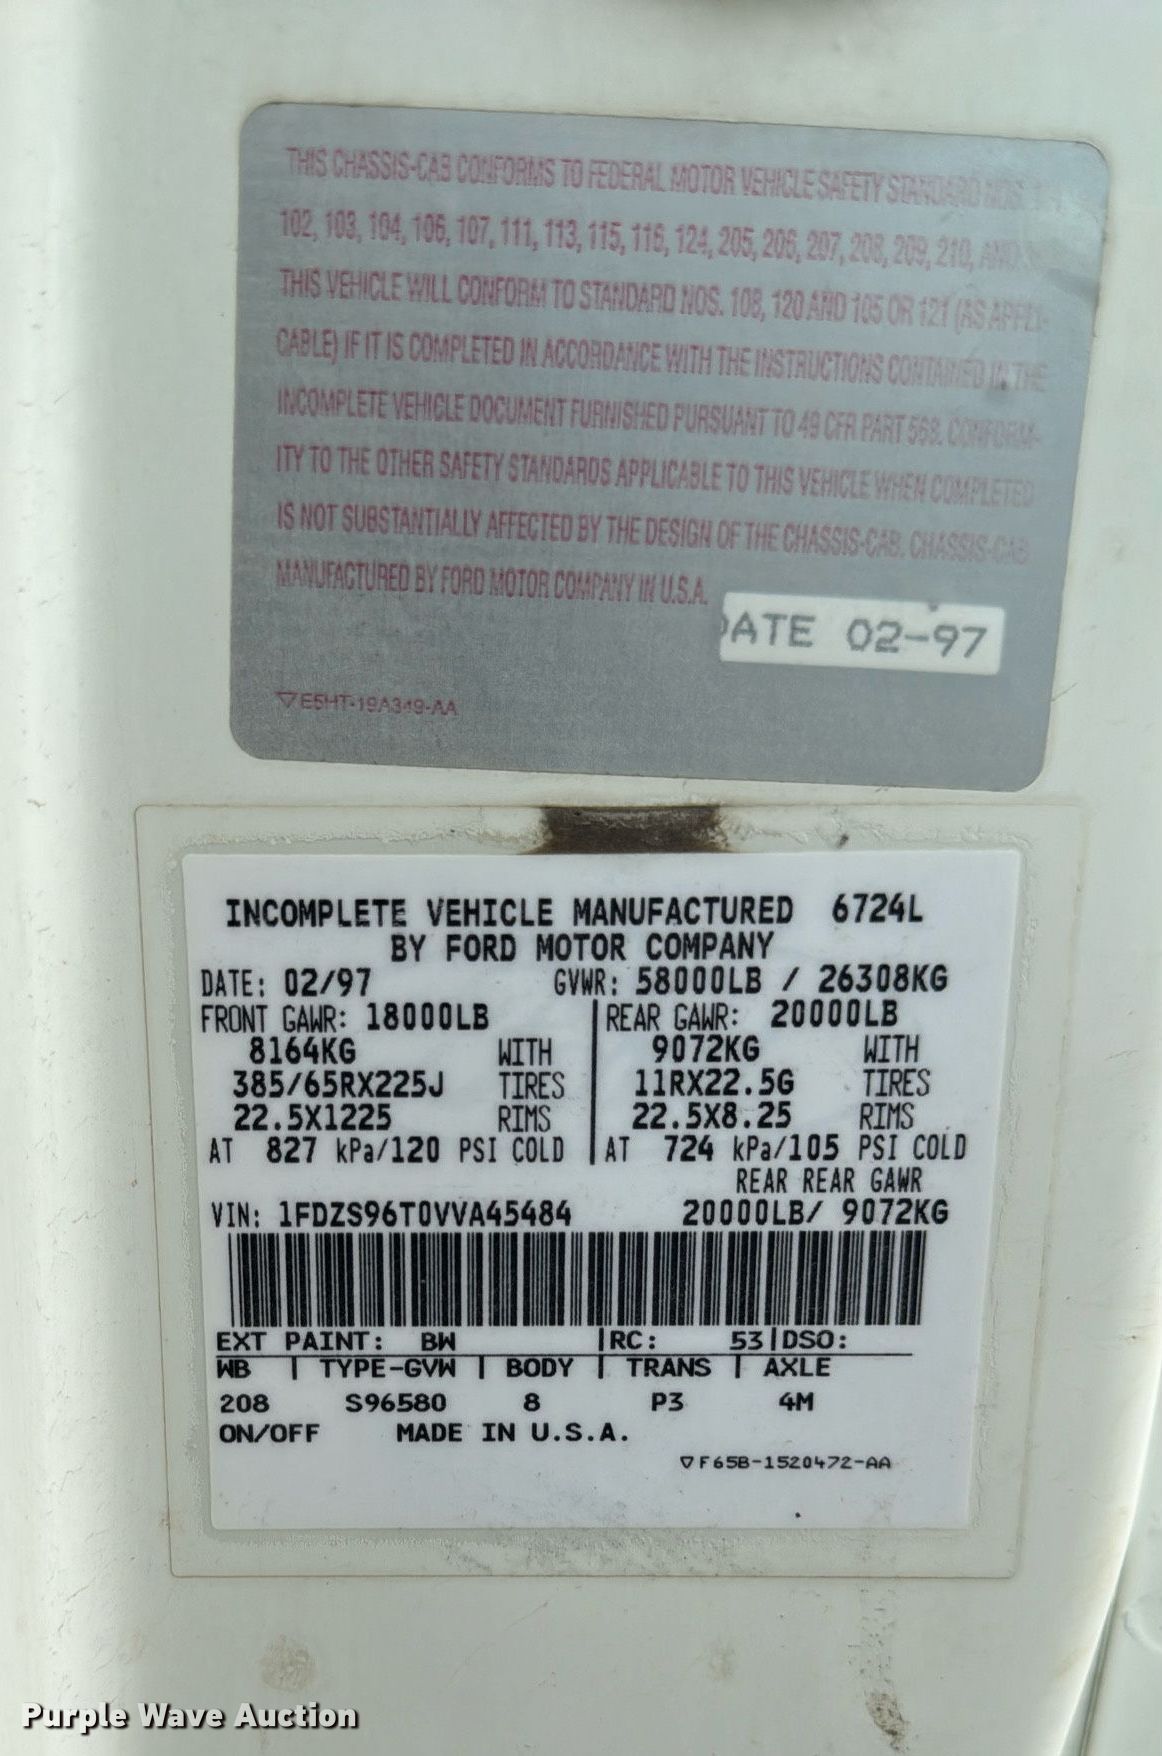 THIS CHASSIS-CAB CONFORMS TO FEDERAL MOTOR VEHICLE SAFETY STANDARD NOS.
102, 103, 104, 106, 107, 111, 113, 115, 116, 124, 205, 206, 207, 208, 209, 210, AND
THIS VEHICLE WILL CONFORM TO STANDARD NOS. 108, 120 AND 105 OR 121 (AS APPLI-
CABLE) IF IT IS COMPLETED IN ACCORDANCE WITH THE INSTRUCTIONS CONTAINED IN THE
INCOMPLETE VEHICLE DOCUMENT FURNISHED PURSUANT TO 49 CFR PART 568. CONFORM-
ITY TO THE OTHER SAFETY STANDARDS APPLICABLE TO THIS VEHICLE WHEN COMPLETED
IS NOT SUBSTANTIALLY AFFECTED BY THE DESIGN OF THE CHASSIS-CAB. CHASSIS-CAB
MANUFACTURED BY FORD MOTOR COMPANY IN U.S.A.
DATE 02-97
▽E5HT-19A349-AA
INCOMPLETE VEHICLE MANUFACTURED 6724L
BY FORD MOTOR COMPANY
DATE: 02/97 GVWR: 58000LB / 26308KG
FRONT GAWR: 18000LB REAR GAWR: 20000LB
8164KG WITH 9072KG WITH
385/65RX225J TIRES 11RX22.5G TIRES
22.5X1225 RIMS 22.5X8.25 RIMS
AT 827 kPa/120 PSI COLD AT 724 kPa/105 PSI COLD
REAR REAR GAWR
VIN: 1FDZS96T0VVA45484 20000LB/ 9072KG
EXT PAINT: BW |RC: 53|DSO:
WB | TYPE-GVW | BODY | TRANS | AXLE
208 S96580 8 P3 4M
ON/OFF MADE IN U.S.A.
▽F65B-1520472-AA
Purple Wave Auction